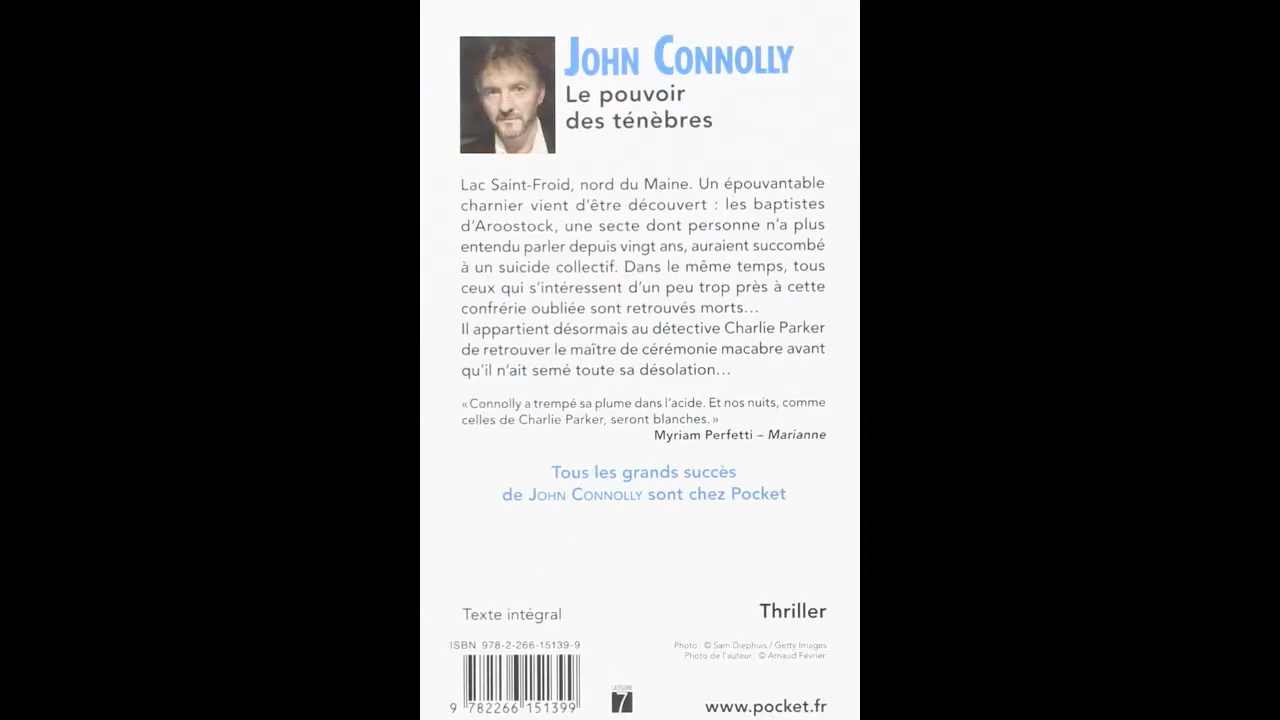 JOHN CONNOLLY
Le pouvoir
des ténèbres
Lac Saint-Froid, nord du Maine. Un épouvantable
charnier vient d'être découvert : les baptistes
d'Aroostock, une secte dont personne n'a plus
entendu parler depuis vingt ans, auraient succombé
à un suicide collectif. Dans le même temps, tous
ceux qui s'intéressent d'un peu trop près à cette
confrérie oubliée sont retrouvés morts…
Il appartient désormais au détective Charlie Parker
de retrouver le maître de cérémonie macabre avant
qu'il n'ait semé toute sa désolation…
« Connolly a trempé sa plume dans l'acide. Et nos nuits, comme
celles de Charlie Parker, seront blanches. »
Myriam Perfetti – Marianne
Tous les grands succès
de JOHN CONNOLLY sont chez Pocket
Texte intégral
Thriller
ISBN 978-2-266-15139-9
Photo : © Sam Diephuis / Getty Images
Photo de l'auteur : © Arnaud Février.
CATÉGORIE
7
9 782266 151399
www.pocket.fr